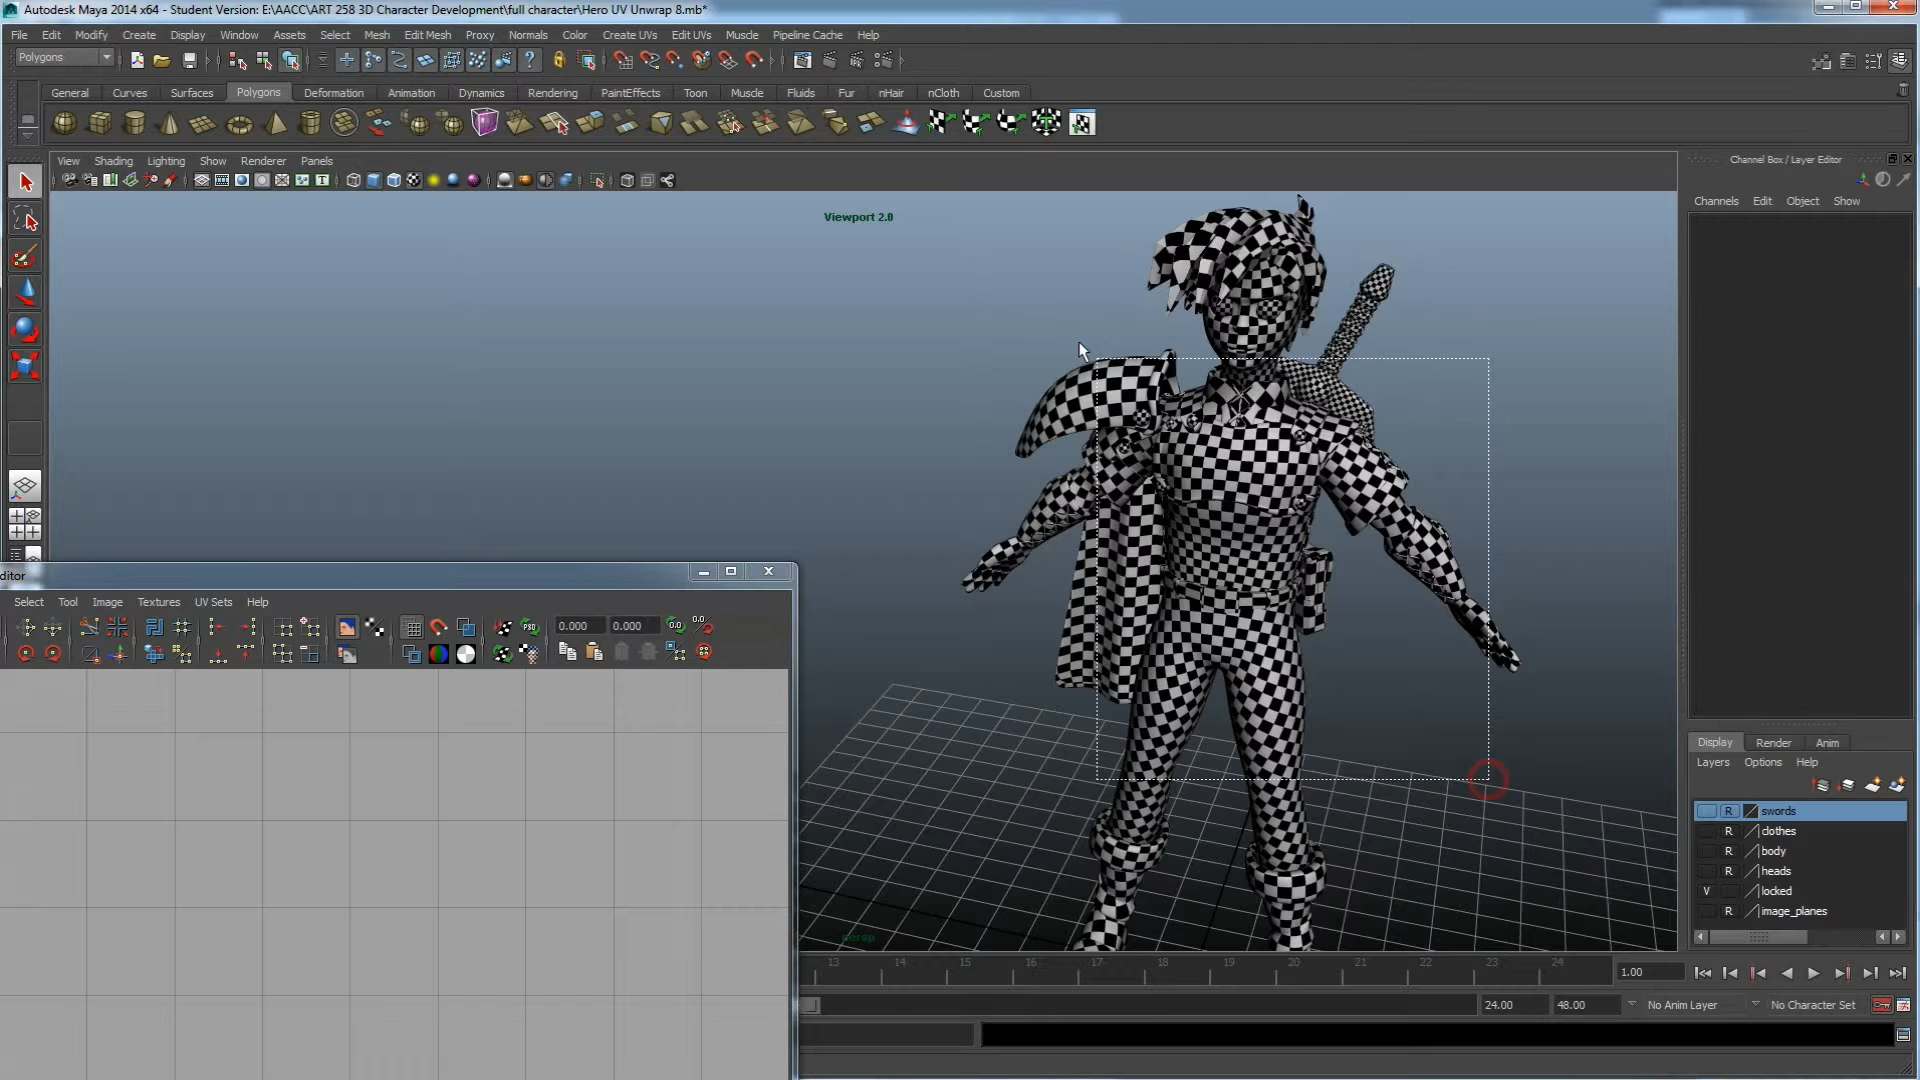 Autodesk Maya 2014 x64 - Student Version: E:\AACC\ART 258 3D Character Development\full character\Hero UV Unwrap 8.mb*
File Edit Modify Create Display Window Assets Select Mesh Edit Mesh Proxy Normals Color Create UVs Edit UVs Muscle Pipeline Cache Help
Polygons
General Curves Surfaces Polygons Deformation Animation Dynamics Rendering PaintEffects Toon Muscle Fluids Fur nHair nCloth Custom
View Shading Lighting Show Renderer Panels
Channel Box / Layer Editor
Channels Edit Object Show
Viewport 2.0
ditor
Select Tool Image Textures UV Sets Help
0.000 0.000
persp
Display Render Anim
Layers Options Help
R swords
R clothes
R body
R heads
V locked
R image_planes
13 14 15 16 17 18 19 20 21 22 23 24
1.00
24.00 48.00 No Anim Layer No Character Set